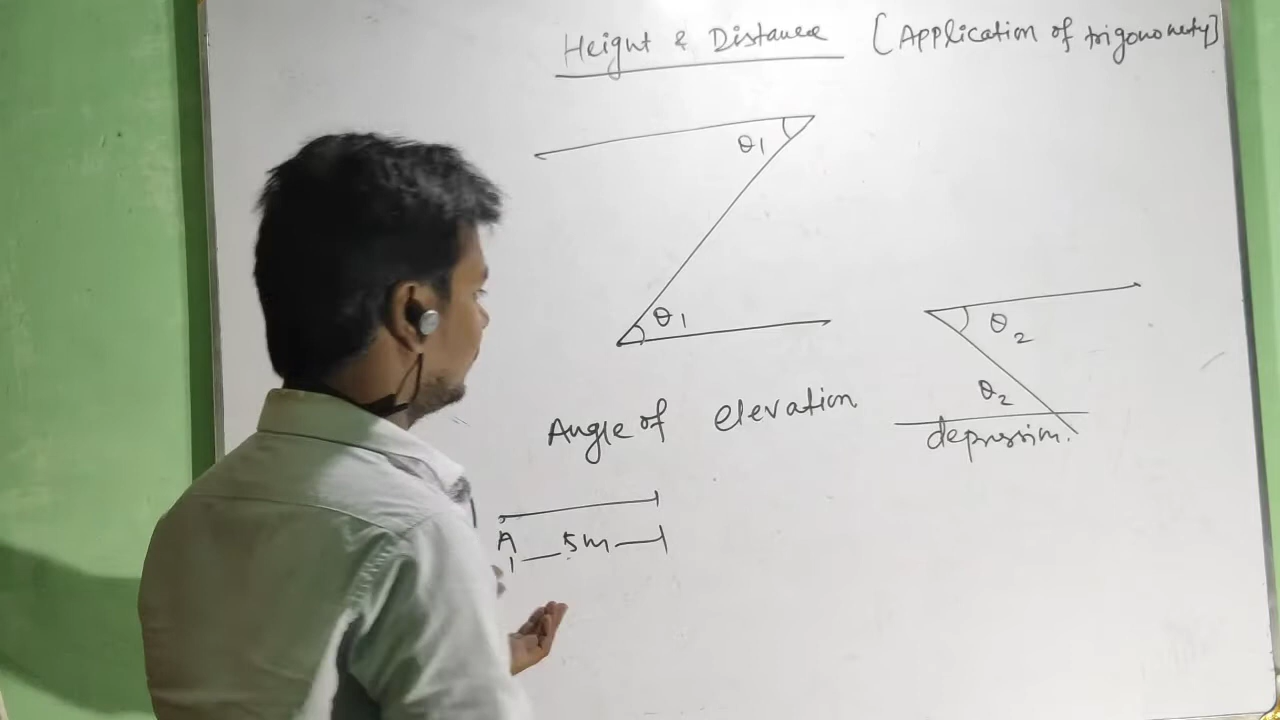 Height & Distance [Application of trigonometry]
θ1
θ1
θ2
θ2
Angle of elevation
depression.
A
5m